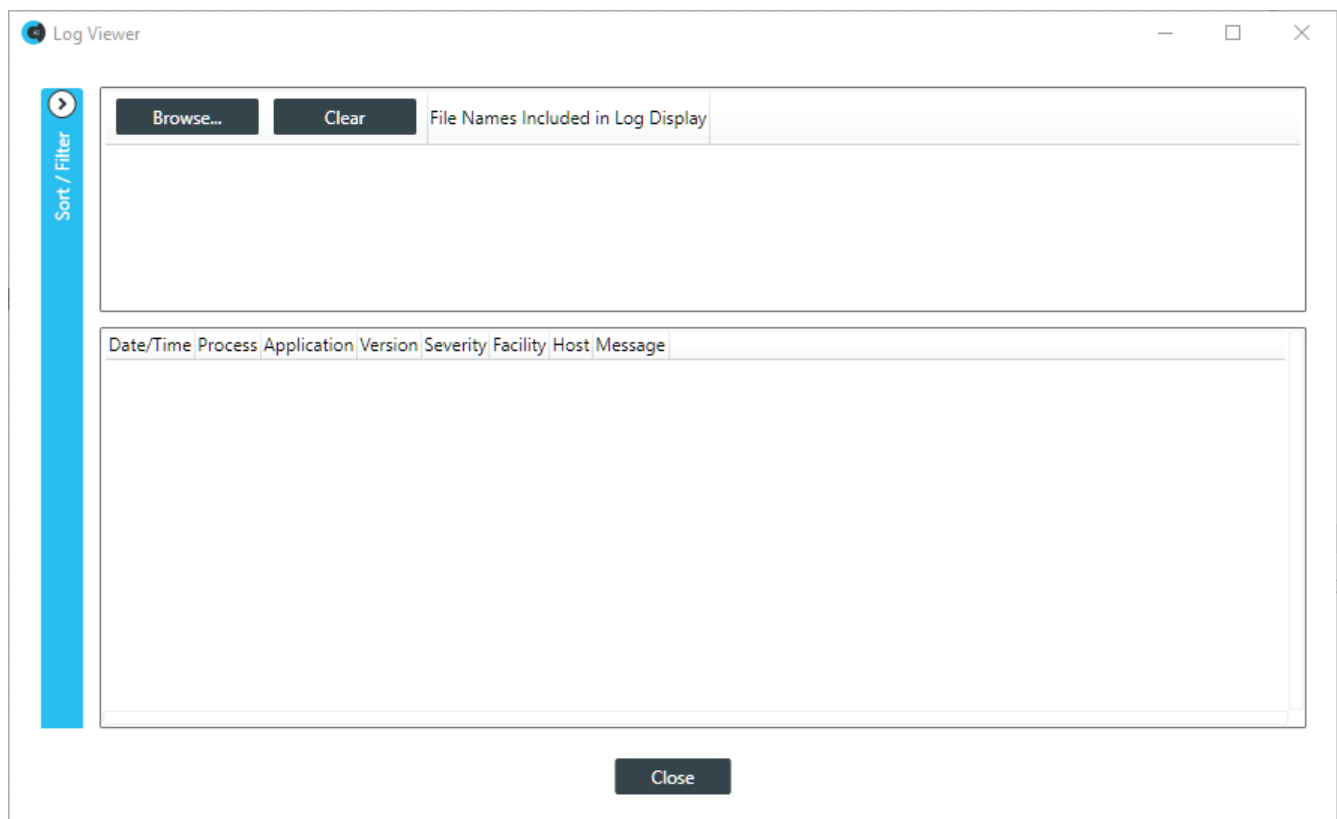 Log Viewer
Sort / Filter
Browse... Clear File Names Included in Log Display
Date/Time Process Application Version Severity Facility Host Message
Close